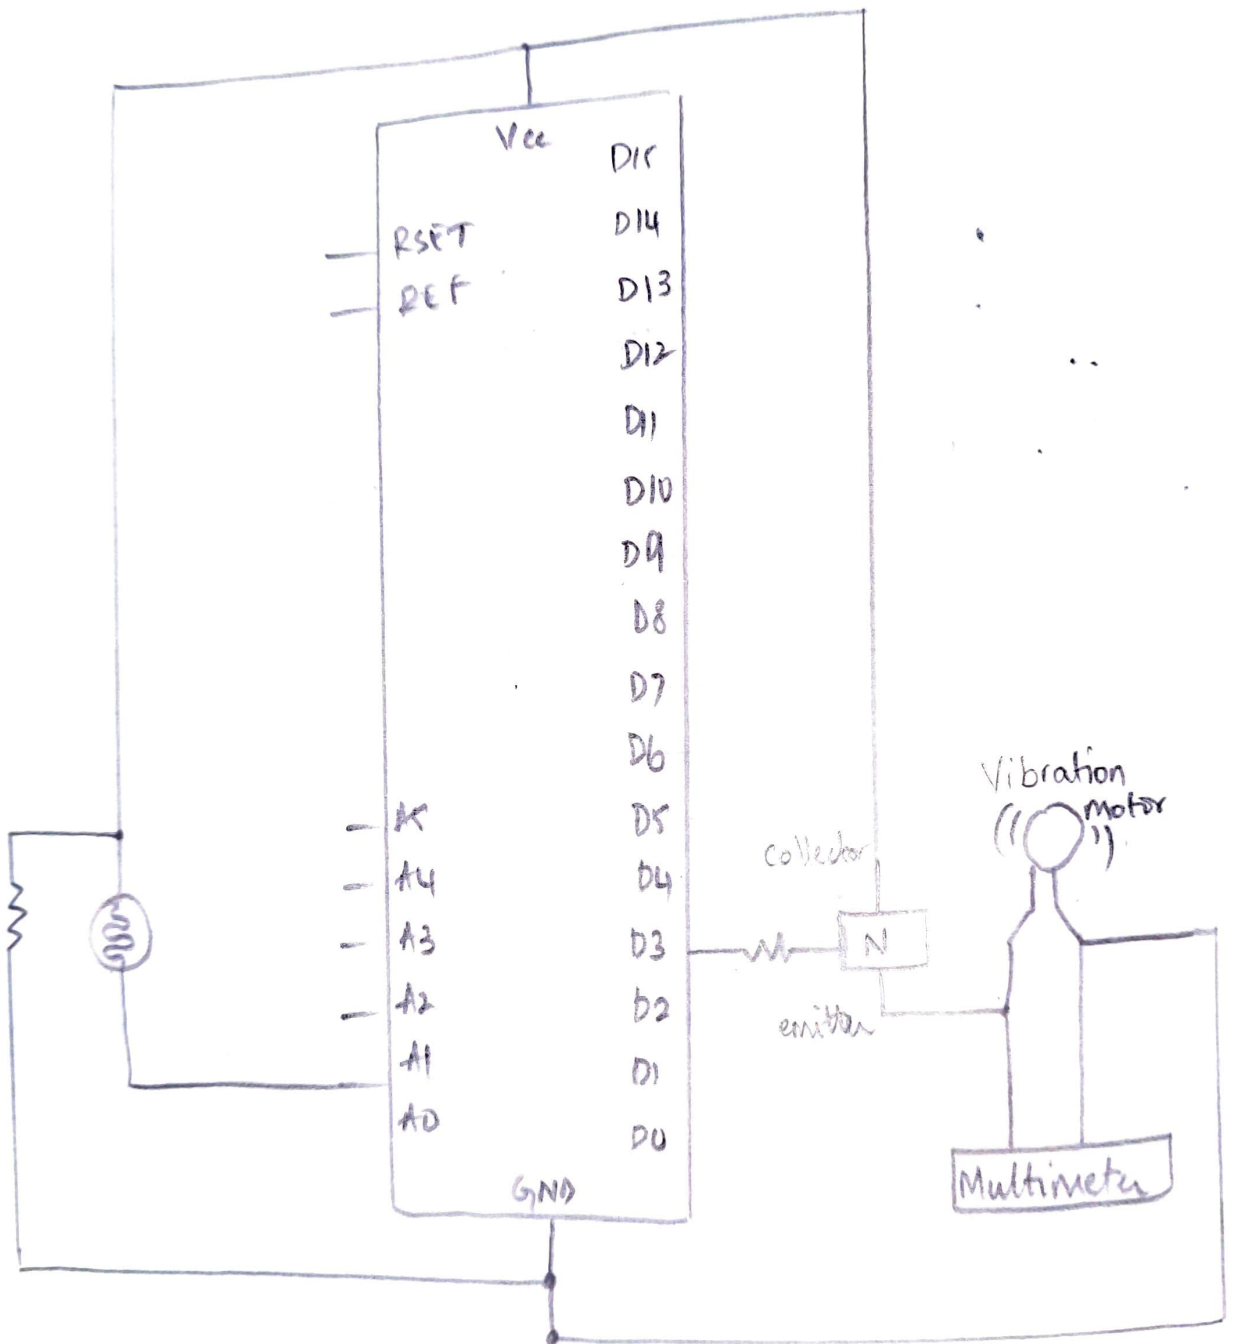 Vcc
D15
D14
RSET
REF
D13
D12
D11
D10
D9
D8
D7
D6
Vibration
Motor
A5
D5
collector
A4
D4
A3
D3
N
A2
D2
emitter
A1
D1
A0
D0
GND
Multimeter